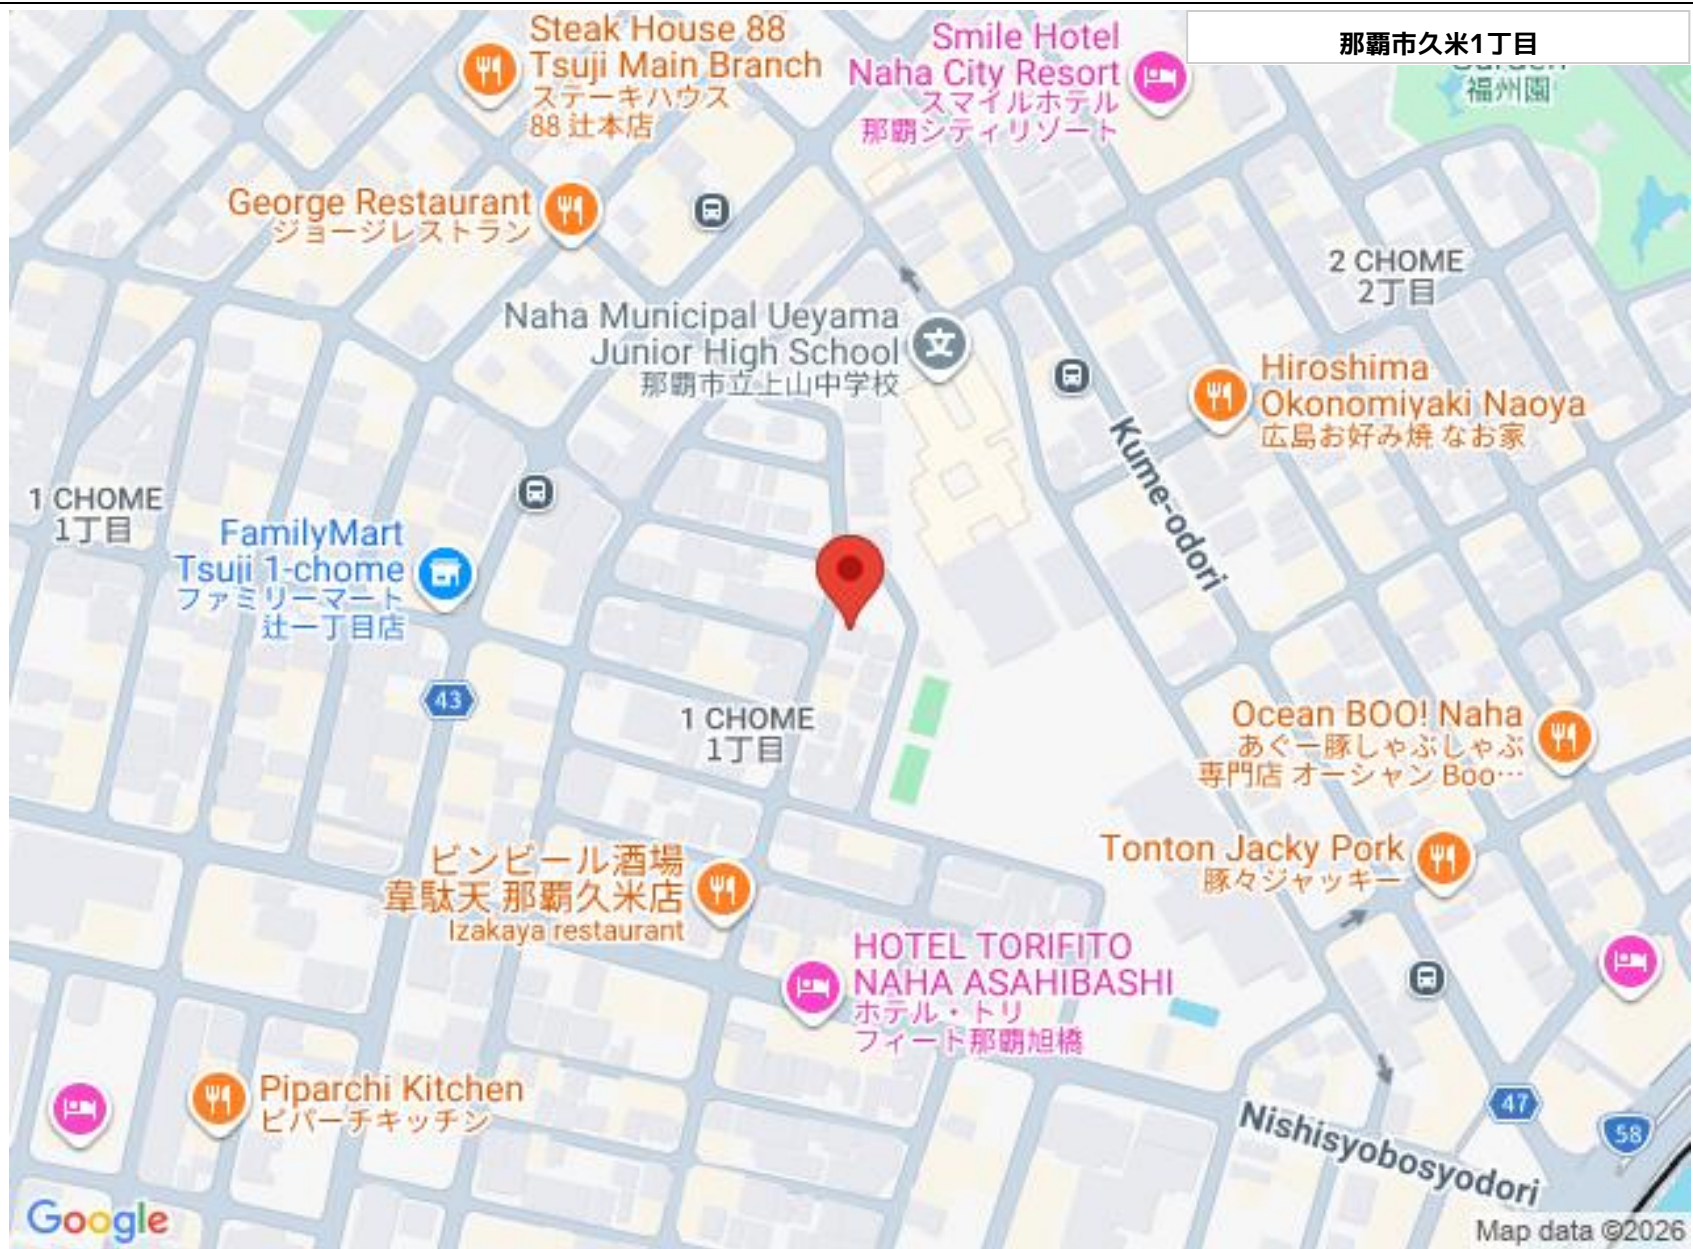 那覇市久米1丁目
Steak House 88
Tsuji Main Branch
ステーキハウス
88 辻本店
Smile Hotel
Naha City Resort
スマイルホテル
那覇シティリゾート
福州園
George Restaurant
ジョージレストラン
2 CHOME
2丁目
Naha Municipal Ueyama
Junior High School
那覇市立上山中学校
文
Hiroshima
Okonomiyaki Naoya
広島お好み焼 なお家
Kume-odori
1 CHOME
1丁目
FamilyMart
Tsuji 1-chome
ファミリーマート
辻一丁目店
43
1 CHOME
1丁目
Ocean BOO! Naha
あぐー豚しゃぶしゃぶ
専門店 オーシャン Boo…
Tonton Jacky Pork
豚々ジャッキー
ビンビール酒場
韋駄天 那覇久米店
Izakaya restaurant
HOTEL TORIFITO
NAHA ASAHIBASHI
ホテル・トリ
フィート那覇旭橋
Piparchi Kitchen
ピパーチキッチン
47
58
Nishisyobosyodori
Google
Map data ©2026